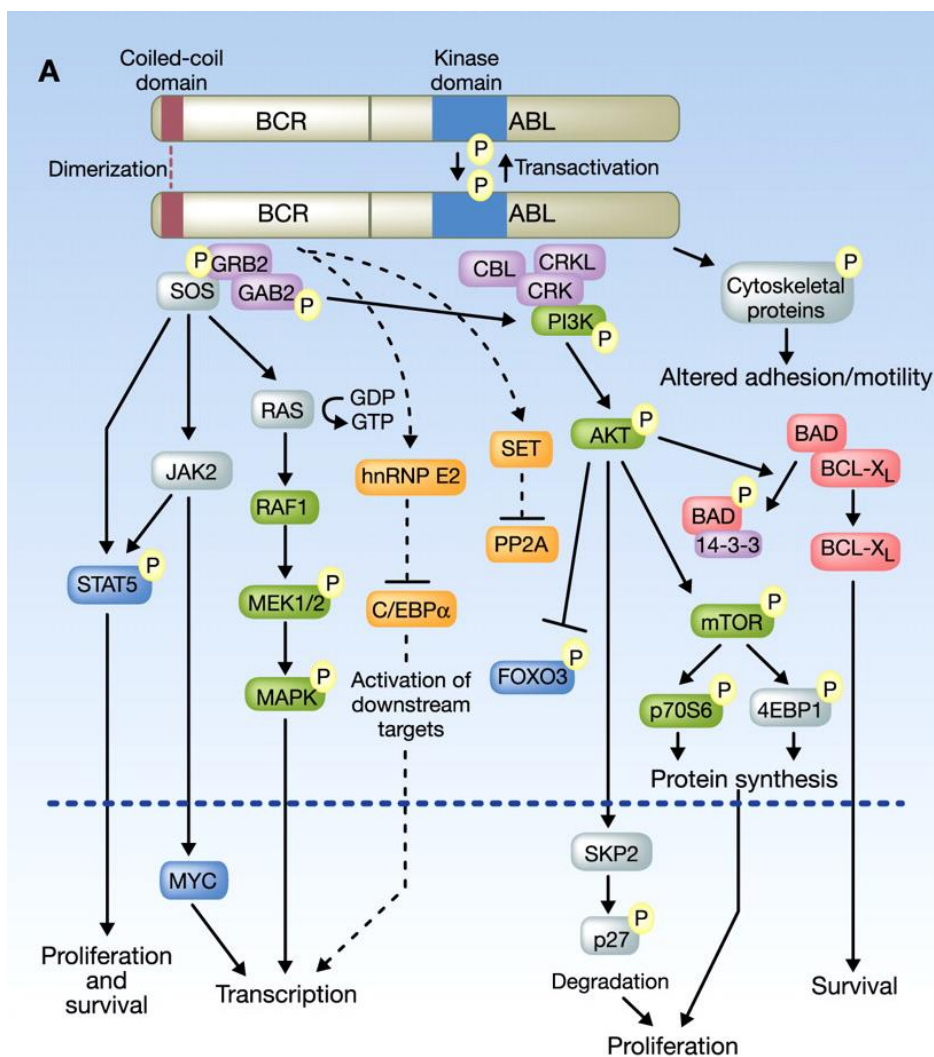 A
Coiled-coil
domain
Kinase
domain
BCR
ABL
P
Dimerization
Transactivation
P
BCR
ABL
P
GRB2
SOS
GAB2
P
CBL
CRKL
CRK
PI3K
P
P
Cytoskeletal
proteins
Altered adhesion/motility
RAS
GDP
GTP
hnRNP E2
SET
AKT
P
BAD
BCL-XL
JAK2
RAF1
PP2A
P
BAD
14-3-3
BCL-XL
STAT5
P
MEK1/2
P
C/EBPα
mTOR
P
FOXO3
P
MAPK
P
Activation of
downstream
targets
p70S6
P
4EBP1
P
Protein synthesis
MYC
SKP2
p27
P
Proliferation
and
survival
Transcription
Degradation
Survival
Proliferation